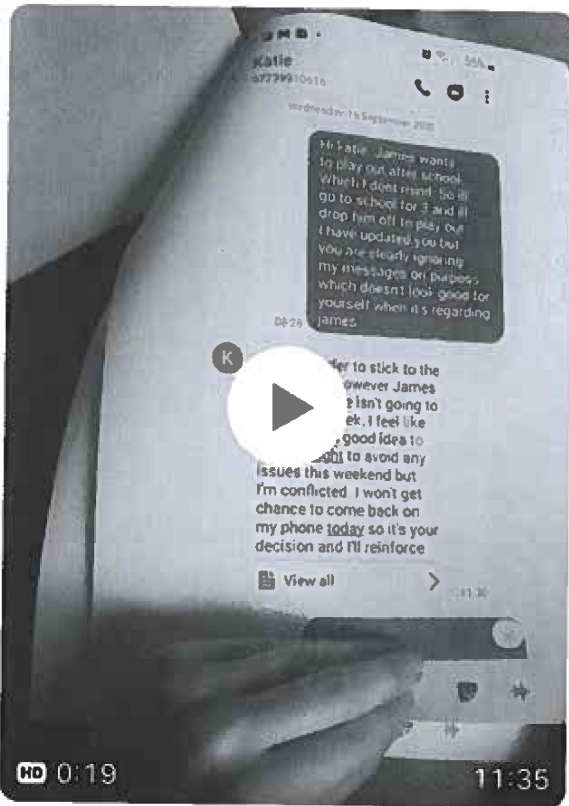 55%
Katie
Wednesday, 16 September
Hi Katie. James wants
to play out after school.
Which I dont mind. So ill
go to school for 3 and ill
drop him off to play out
I have updated you but
you are clearly ignoring
my messages on purpose
which doesn't look good for
yourself when it's regarding
james
08:28
K
to stick to the
however James
isn't going to
I feel like
good idea to
to avoid any
issues this weekend but
I'm conflicted. I won't get
chance to come back on
my phone today so it's your
decision and I'll reinforce
View all
11:30
HD 0:19
11:35